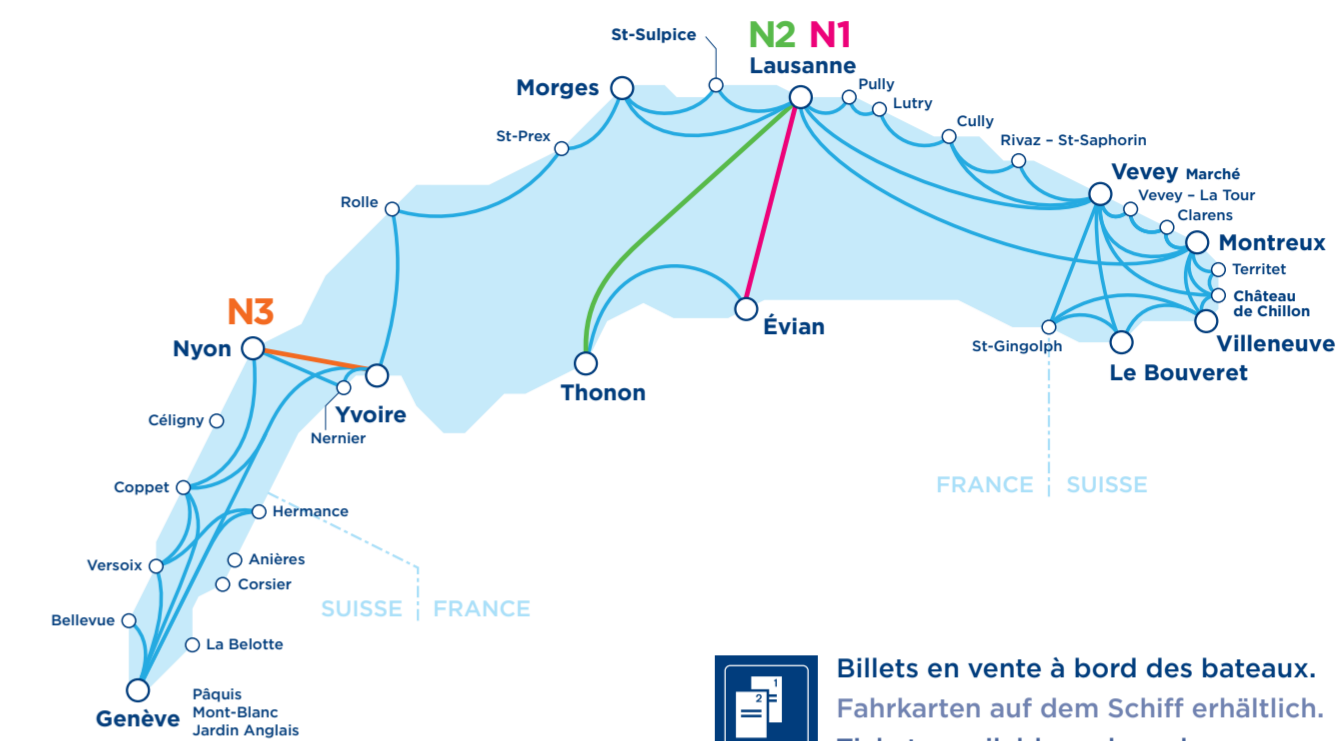 St-Sulpice
N2 N1
Lausanne
Morges
Pully
Lutry
St-Prex
Cully
Rivaz – St-Saphorin
Vevey Marché
Vevey – La Tour
Rolle
Clarens
Montreux
Territet
Château
de Chillon
N3
Évian
Nyon
St-Gingolph
Villeneuve
Le Bouveret
Thonon
Yvoire
Céligny
Nernier
Coppet
FRANCE
SUISSE
Hermance
Versoix
Anières
Corsier
SUISSE
FRANCE
Bellevue
La Belotte
Genève
Pâquis
Mont-Blanc
Jardin Anglais
1
2
Billets en vente à bord des bateaux.
Fahrkarten auf dem Schiff erhältlich.